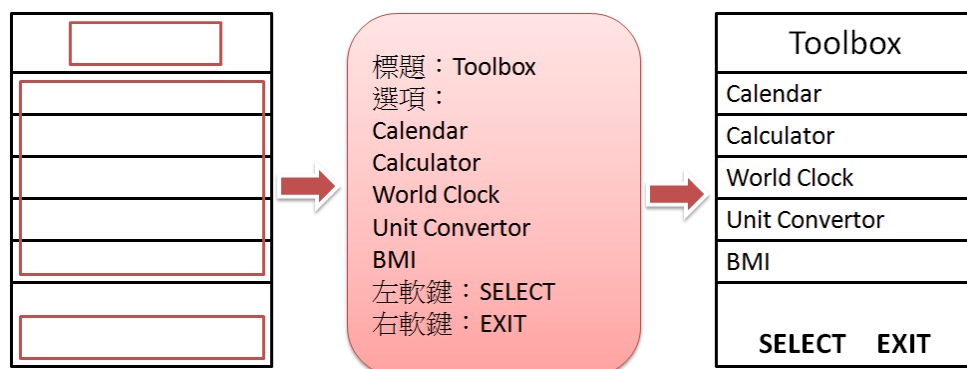 標題：Toolbox
選項：
Calendar
Calculator
World Clock
Unit Convertor
BMI
左軟鍵：SELECT
右軟鍵：EXIT
Toolbox
Calendar
Calculator
World Clock
Unit Convertor
BMI
SELECT EXIT